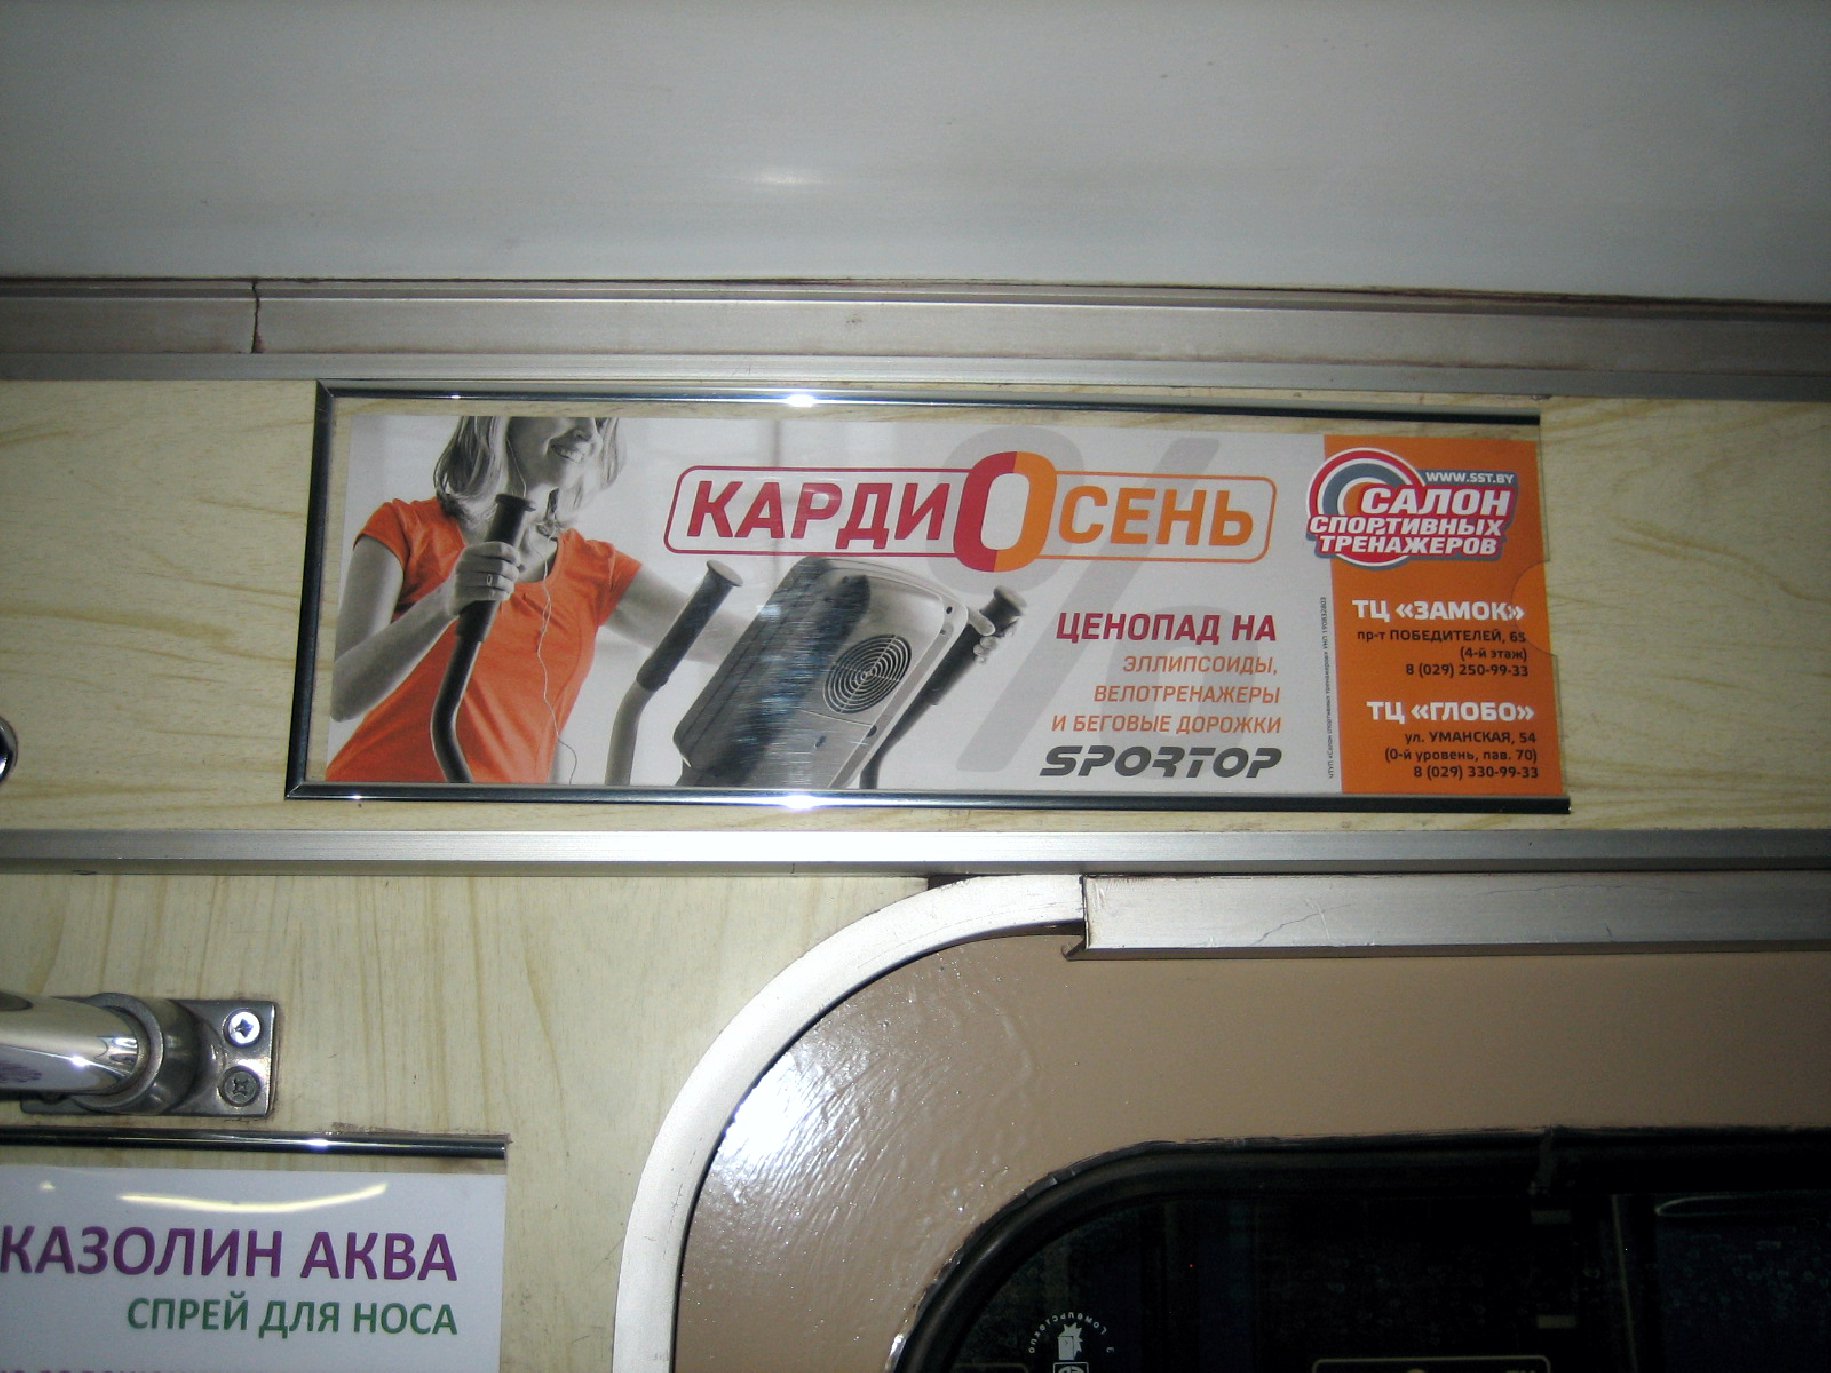 КАРДИОСЕНЬ
ЦЕНОПАД НА
ЭЛЛИПСОИДЫ,
ВЕЛОТРЕНАЖЕРЫ
И БЕГОВЫЕ ДОРОЖКИ
SPORTOP
WWW.SST.BY
САЛОН
СПОРТИВНЫХ
ТРЕНАЖЕРОВ
ТЦ «ЗАМОК»
пр-т ПОБЕДИТЕЛЕЙ, 65
(4-й этаж)
8 (029) 250-99-33
ТЦ «ГЛОБО»
ул. УМАНСКАЯ, 54
(0-й уровень, пав. 70)
8 (029) 330-99-33
КАЗОЛИН АКВА
СПРЕЙ ДЛЯ НОСА